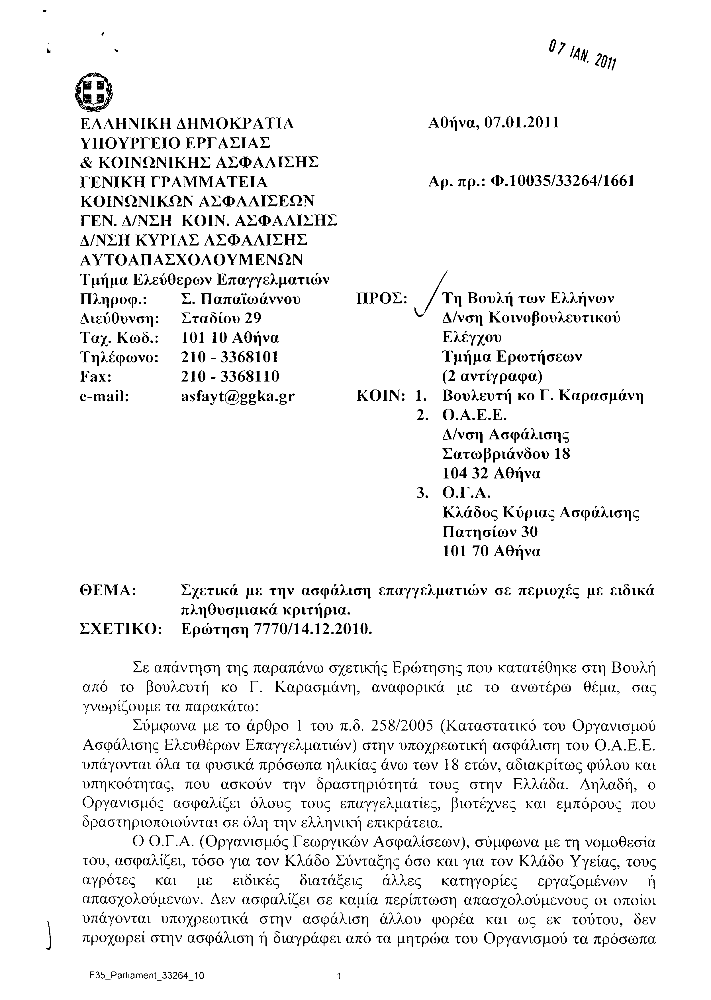 07 ΙΑΝ. 2011
ΕΛΛΗΝΙΚΗ ΔΗΜΟΚΡΑΤΙΑ
ΥΠΟΥΡΓΕΙΟ ΕΡΓΑΣΙΑΣ
& ΚΟΙΝΩΝΙΚΗΣ ΑΣΦΑΛΙΣΗΣ
ΓΕΝΙΚΗ ΓΡΑΜΜΑΤΕΙΑ
ΚΟΙΝΩΝΙΚΩΝ ΑΣΦΑΛΙΣΕΩΝ
ΓΕΝ. Δ/ΝΣΗ ΚΟΙΝ. ΑΣΦΑΛΙΣΗΣ
Δ/ΝΣΗ ΚΥΡΙΑΣ ΑΣΦΑΛΙΣΗΣ
ΑΥΤΟΑΠΑΣΧΟΛΟΥΜΕΝΩΝ
Τμήμα Ελεύθερων Επαγγελματιών
Πληροφ.: Σ. Παπαϊωάννου
Διεύθυνση: Σταδίου 29
Ταχ. Κωδ.: 101 10 Αθήνα
Τηλέφωνο: 210 - 3368101
Fax: 210 - 3368110
e-mail: asfayt@ggka.gr
Αθήνα, 07.01.2011
Αρ. πρ.: Φ.10035/33264/1661
ΠΡΟΣ: Τη Βουλή των Ελλήνων
Δ/νση Κοινοβουλευτικού
Ελέγχου
Τμήμα Ερωτήσεων
(2 αντίγραφα)
ΚΟΙΝ: 1. Βουλευτή κο Γ. Καρασμάνη
2. Ο.Α.Ε.Ε.
Δ/νση Ασφάλισης
Σατωβριάνδου 18
104 32 Αθήνα
3. Ο.Γ.Α.
Κλάδος Κύριας Ασφάλισης
Πατησίων 30
101 70 Αθήνα
ΘΕΜΑ: Σχετικά με την ασφάλιση επαγγελματιών σε περιοχές με ειδικά
πληθυσμιακά κριτήρια.
ΣΧΕΤΙΚΟ: Ερώτηση 7770/14.12.2010.
Σε απάντηση της παραπάνω σχετικής Ερώτησης που κατατέθηκε στη Βουλή
από το βουλευτή κο Γ. Καρασμάνη, αναφορικά με το ανωτέρω θέμα, σας
γνωρίζουμε τα παρακάτω:
Σύμφωνα με το άρθρο 1 του π.δ. 258/2005 (Καταστατικό του Οργανισμού
Ασφάλισης Ελευθέρων Επαγγελματιών) στην υποχρεωτική ασφάλιση του Ο.Α.Ε.Ε.
υπάγονται όλα τα φυσικά πρόσωπα ηλικίας άνω των 18 ετών, αδιακρίτως φύλου και
υπηκοότητας, που ασκούν την δραστηριότητά τους στην Ελλάδα. Δηλαδή, ο
Οργανισμός ασφαλίζει όλους τους επαγγελματίες, βιοτέχνες και εμπόρους που
δραστηριοποιούνται σε όλη την ελληνική επικράτεια.
Ο Ο.Γ.Α. (Οργανισμός Γεωργικών Ασφαλίσεων), σύμφωνα με τη νομοθεσία
του, ασφαλίζει, τόσο για τον Κλάδο Σύνταξης όσο και για τον Κλάδο Υγείας, τους
αγρότες και με ειδικές διατάξεις άλλες κατηγορίες εργαζομένων ή
απασχολούμενων. Δεν ασφαλίζει σε καμία περίπτωση απασχολούμενους οι οποίοι
υπάγονται υποχρεωτικά στην ασφάλιση άλλου φορέα και ως εκ τούτου, δεν
προχωρεί στην ασφάλιση ή διαγράφει από τα μητρώα του Οργανισμού τα πρόσωπα
F35_Parliament_33264_10 1